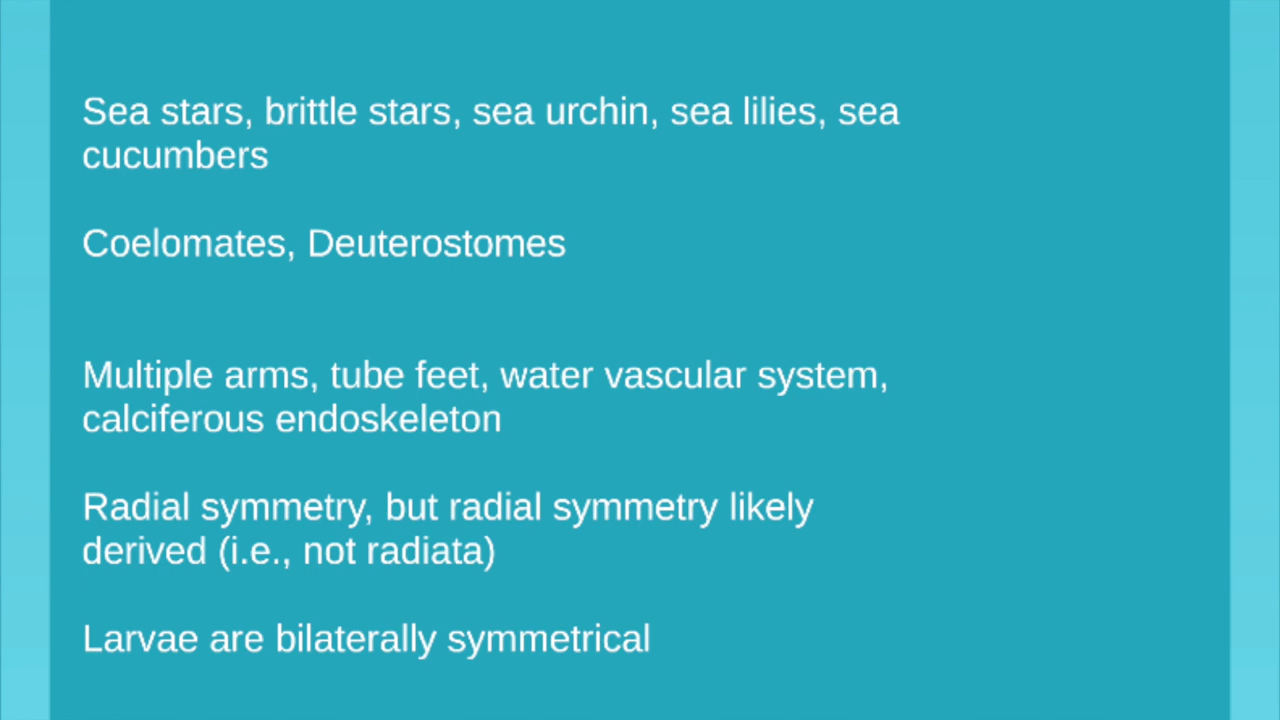 Sea stars, brittle stars, sea urchin, sea lilies, sea
cucumbers
Coelomates, Deuterostomes
Multiple arms, tube feet, water vascular system,
calciferous endoskeleton
Radial symmetry, but radial symmetry likely
derived (i.e., not radiata)
Larvae are bilaterally symmetrical